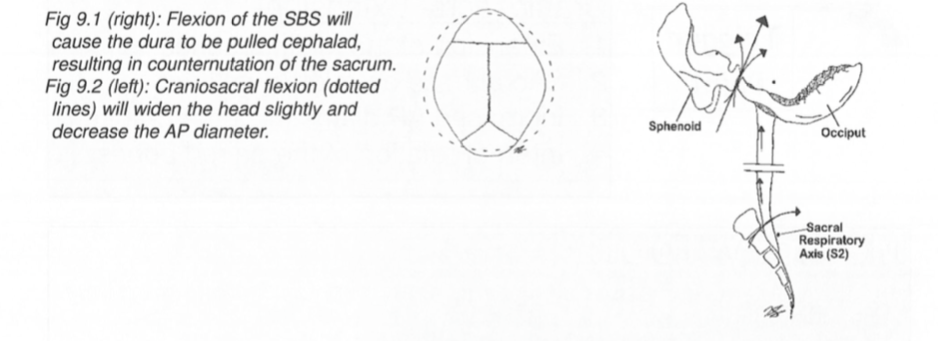 Fig 9.1 (right): Flexion of the SBS will
cause the dura to be pulled cephalad,
resulting in counternutation of the sacrum.
Fig 9.2 (left): Craniosacral flexion (dotted
lines) will widen the head slightly and
decrease the AP diameter.
Sphenoid
Occiput
Sacral
Respiratory
Axis (S2)